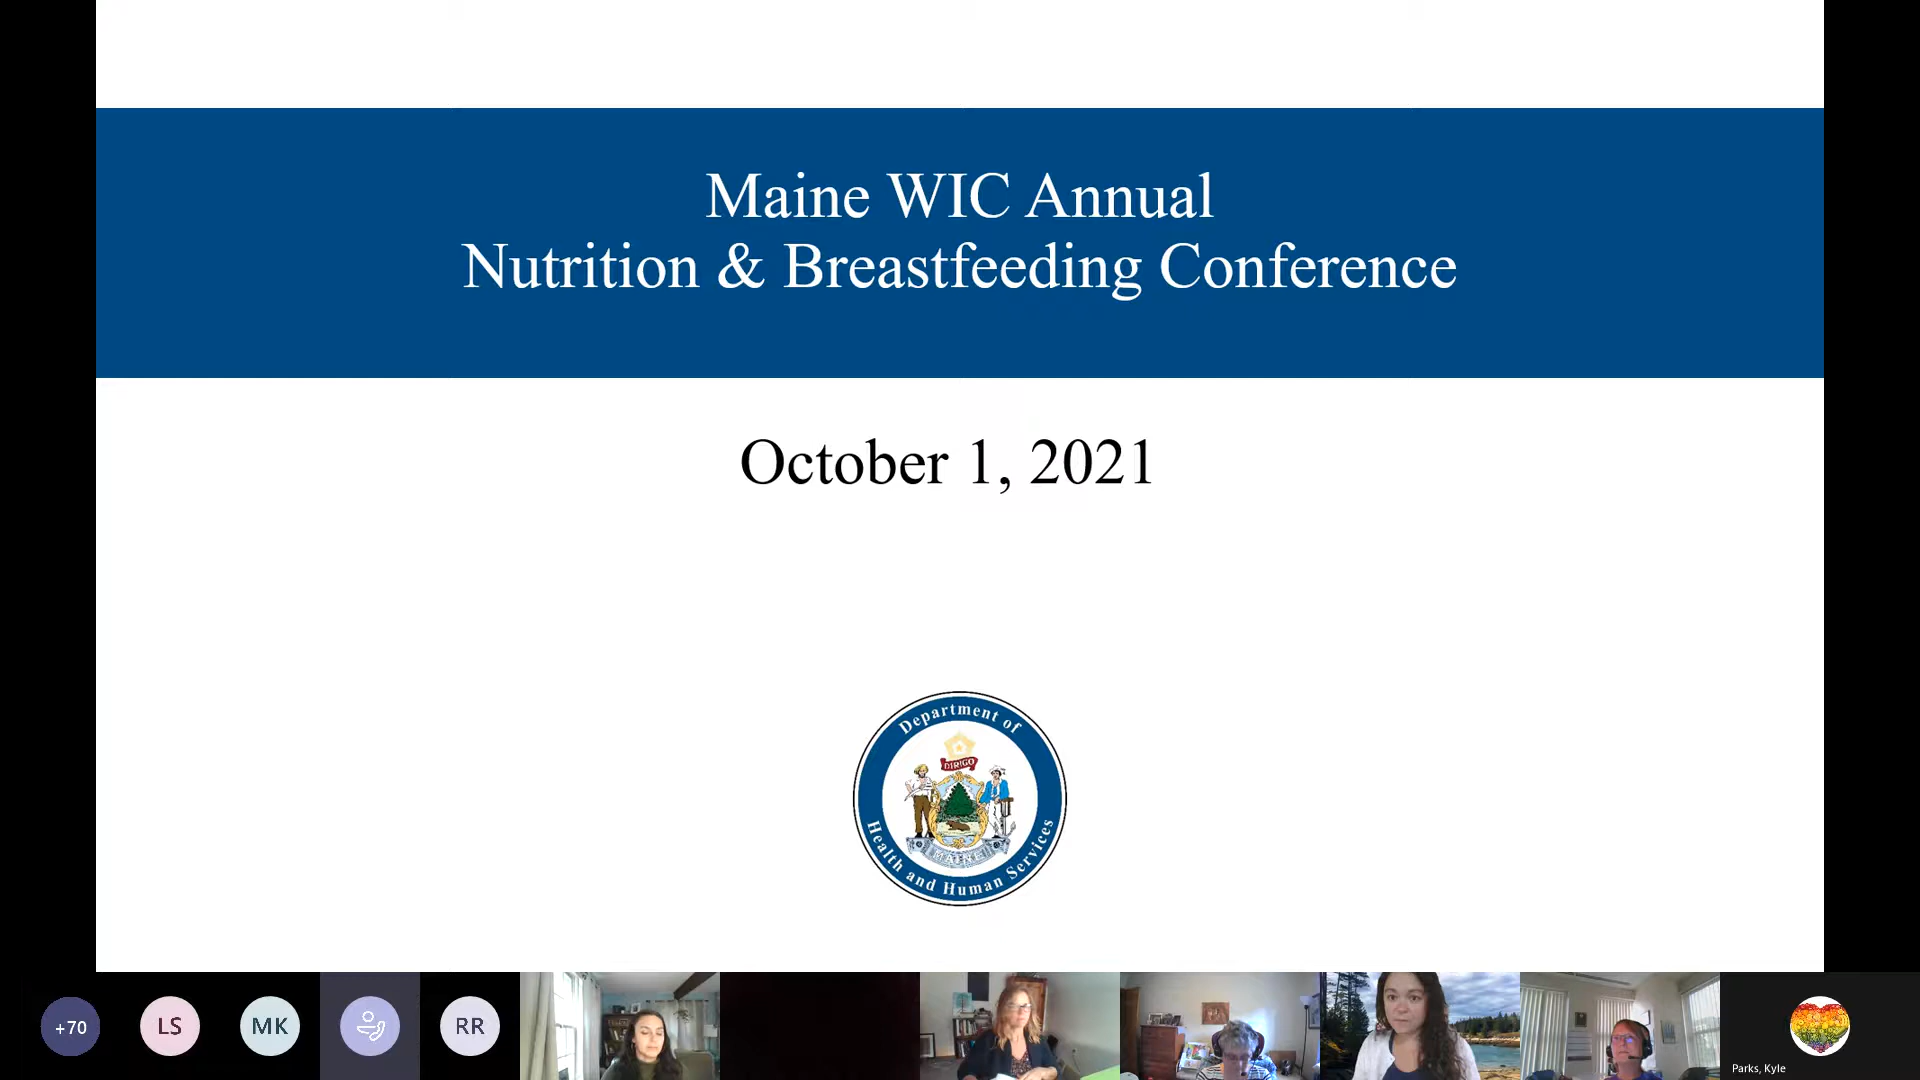 Maine WIC Annual
Nutrition & Breastfeeding Conference
October 1, 2021
Department of
DIRIGO
MAINE
Health and Human Services
+70
LS
MK
RR
Parks, Kyle